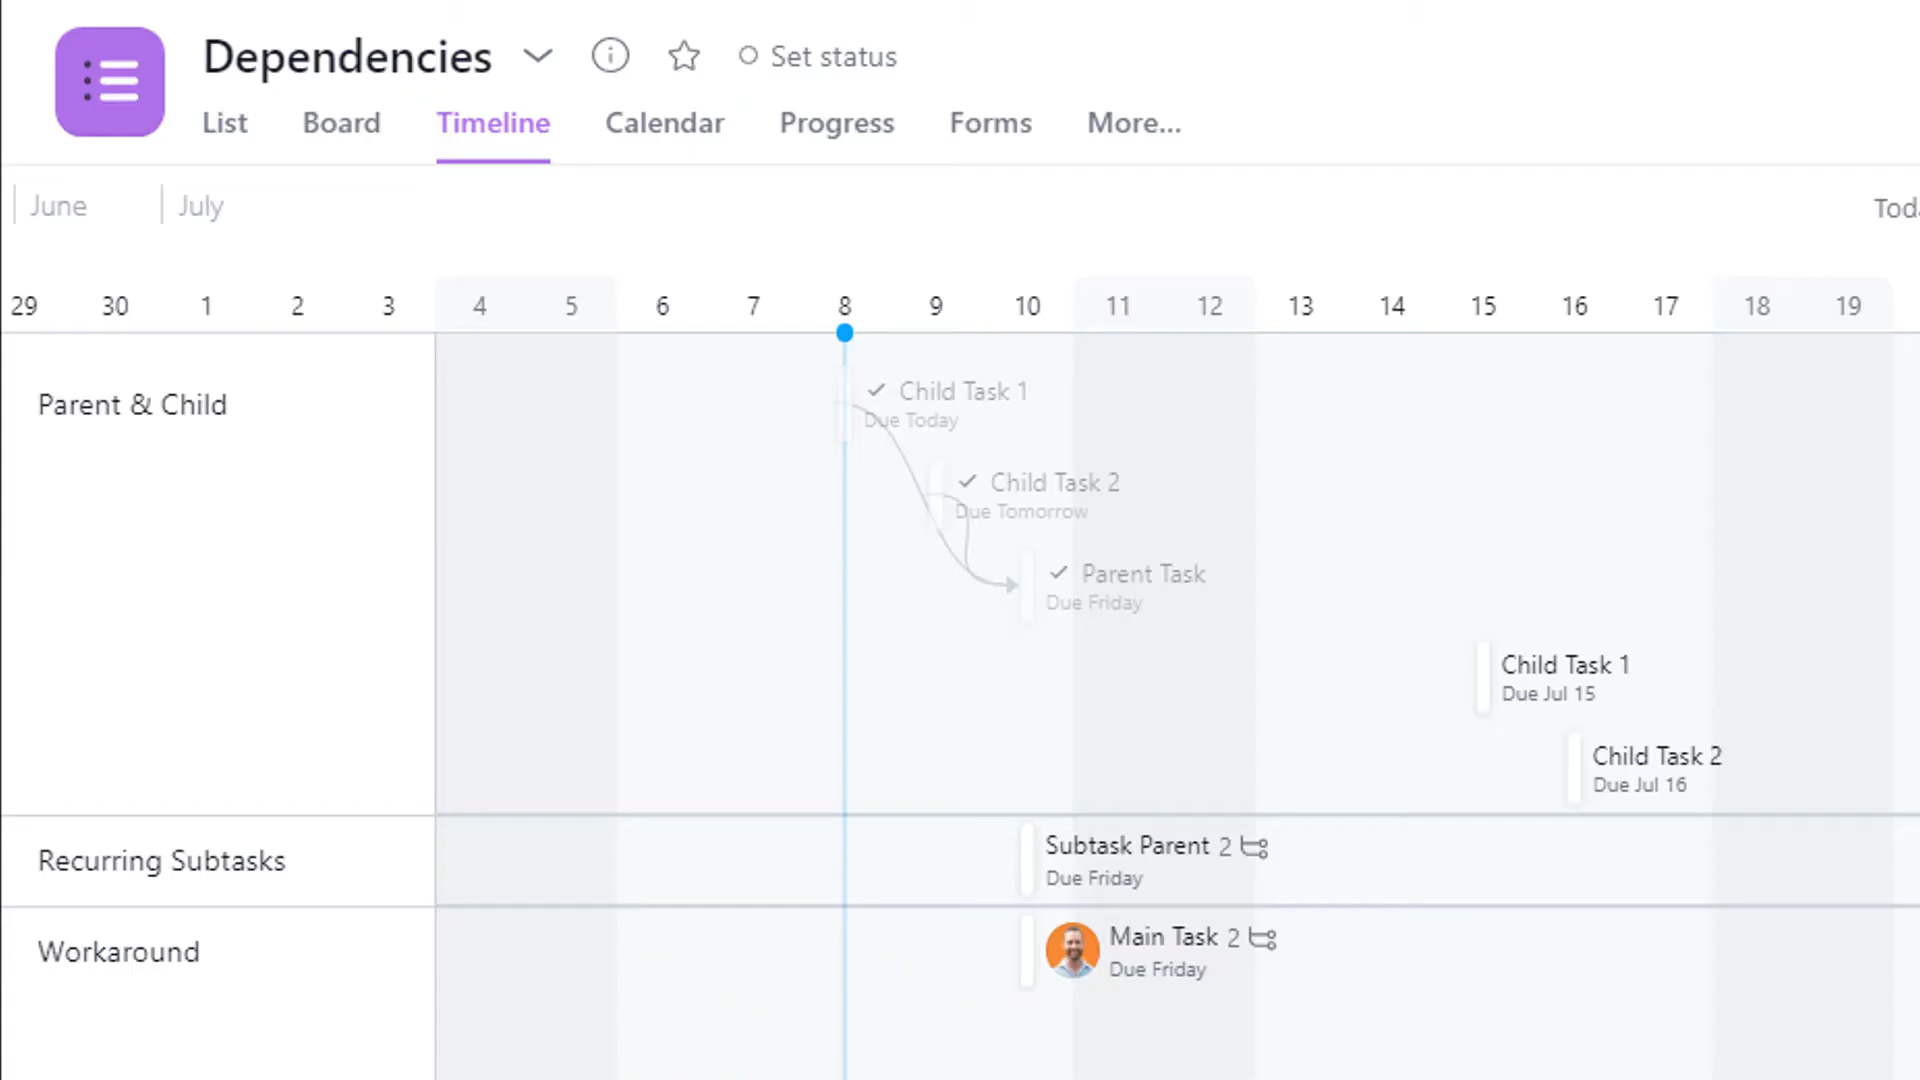 Dependencies Set status
List Board Timeline Calendar Progress Forms More...
June July
29 30 1 2 3 4 5 6 7 8 9 10 11 12 13 14 15 16 17 18 19
Parent & Child
Child Task 1
Due Today
Child Task 2
Due Tomorrow
Parent Task
Due Friday
Child Task 1
Due Jul 15
Child Task 2
Due Jul 16
Recurring Subtasks
Subtask Parent 2
Due Friday
Workaround
Main Task 2
Due Friday